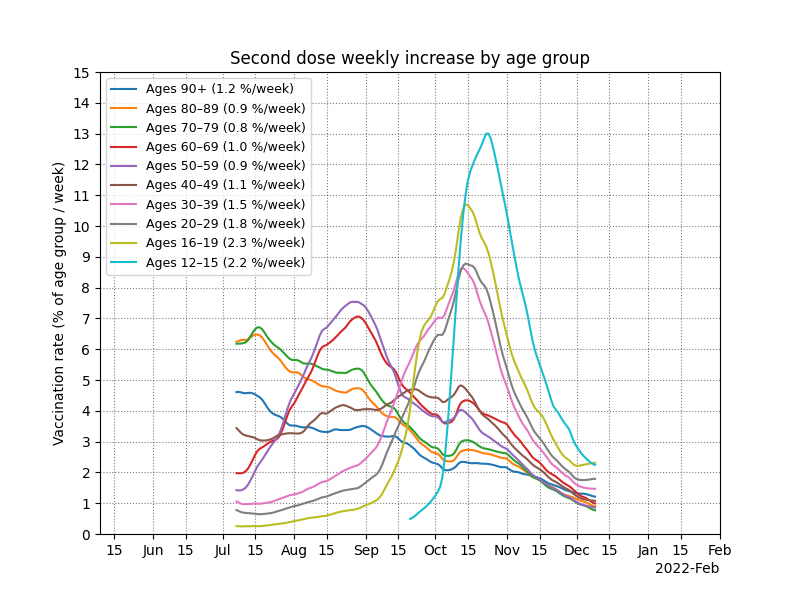 Second dose weekly increase by age group
Vaccination rate (% of age group / week)
15
14
13
12
11
10
9
8
7
6
5
4
3
2
1
0
Ages 90+ (1.2 %/week)
Ages 80–89 (0.9 %/week)
Ages 70–79 (0.8 %/week)
Ages 60–69 (1.0 %/week)
Ages 50–59 (0.9 %/week)
Ages 40–49 (1.1 %/week)
Ages 30–39 (1.5 %/week)
Ages 20–29 (1.8 %/week)
Ages 16–19 (2.3 %/week)
Ages 12–15 (2.2 %/week)
15 Jun 15 Jul 15 Aug 15 Sep 15 Oct 15 Nov 15 Dec 15 Jan 15 Feb
2022-Feb